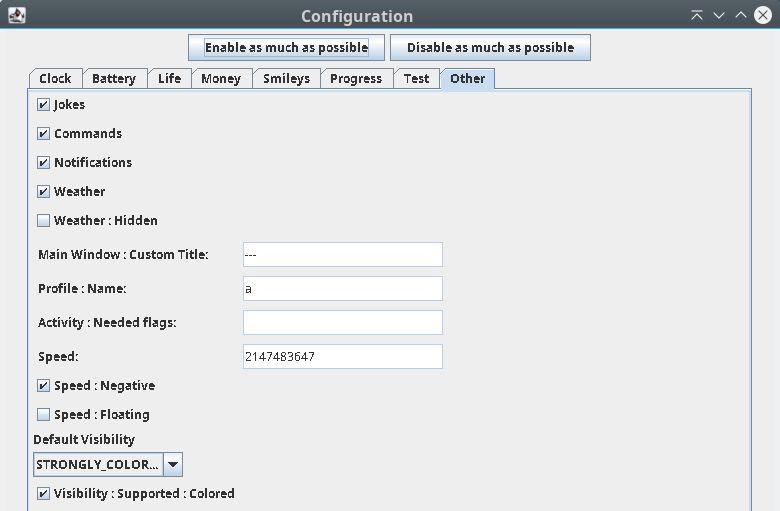 Configuration
Enable as much as possible Disable as much as possible
Clock Battery Life Money Smileys Progress Test Other
Jokes
Commands
Notifications
Weather
Weather : Hidden
Main Window : Custom Title: ---
Profile : Name: a
Activity : Needed flags:
Speed: 2147483647
Speed : Negative
Speed : Floating
Default Visibility
STRONGLY_COLOR...
Visibility : Supported : Colored